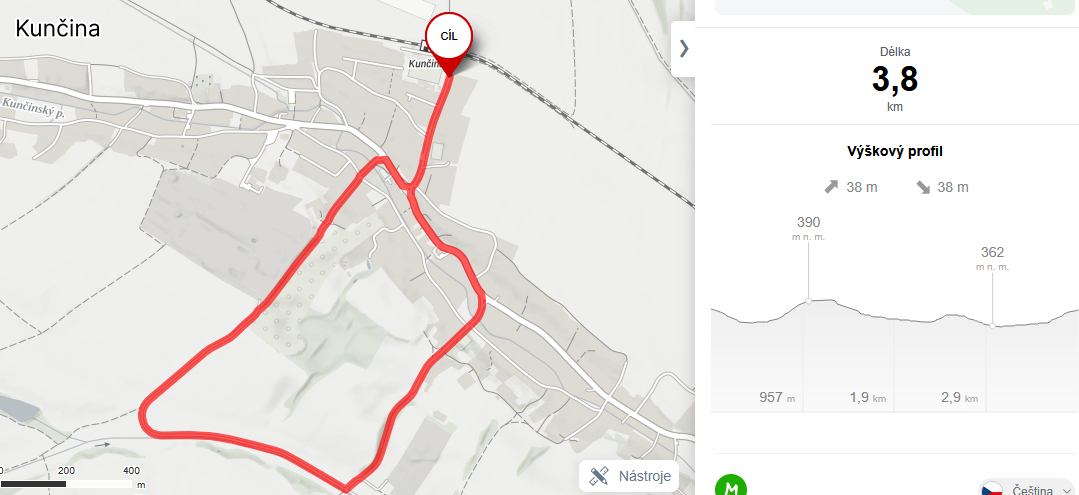 Kunčina
CÍL
Kunčina
Kunčinský p.
0 200 400
m
Nástroje
❯
Délka
3,8
km
Výškový profil
38 m 38 m
390
m n. m.
362
m n. m.
957 m 1,9 km 2,9 km
Čeština